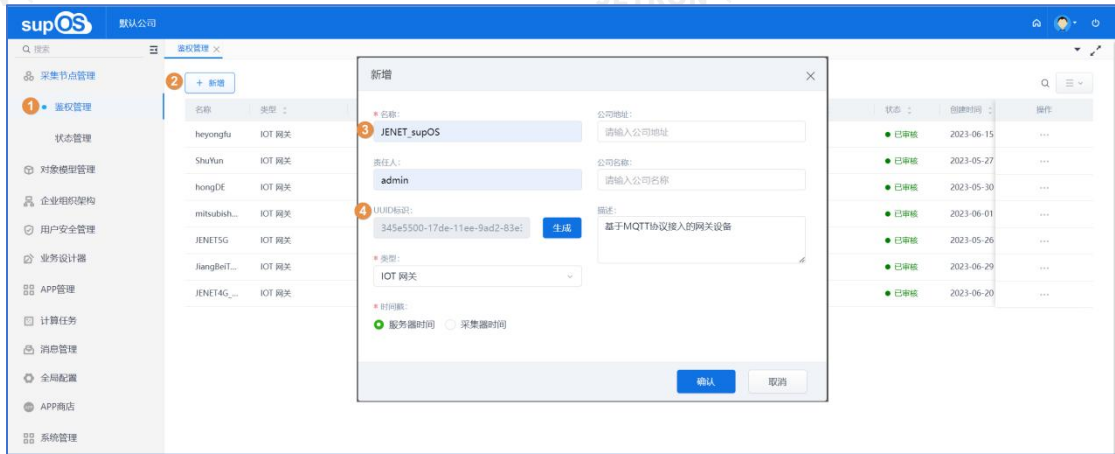 supOS 默认公司
搜索
鉴权管理
采集节点管理
1 鉴权管理
状态管理
对象模型管理
企业组织架构
用户安全管理
业务设计器
APP管理
计算任务
消息管理
全局配置
APP商店
系统管理
2 + 新增
名称 类型 状态 创建时间 操作
heyongfu IOT 网关 已审核 2023-06-15 ...
ShuYun IOT 网关 已审核 2023-05-27 ...
hongDE IOT 网关 已审核 2023-05-30 ...
mitsubish... IOT 网关 已审核 2023-06-01 ...
JENET5G IOT 网关 已审核 2023-05-26 ...
JiangBeiT... IOT 网关 已审核 2023-06-29 ...
JENET4G_... IOT 网关 已审核 2023-06-20 ...
新增
* 名称:
3 JENET_supOS
公司地址:
请输入公司地址
责任人:
admin
公司名称:
请输入公司名称
4 UUID标识:
345e5500-17de-11ee-9ad2-83e: 生成
描述:
基于MQTT协议接入的网关设备
* 类型:
IOT 网关
* 时间戳:
服务器时间 采集器时间
确认 取消